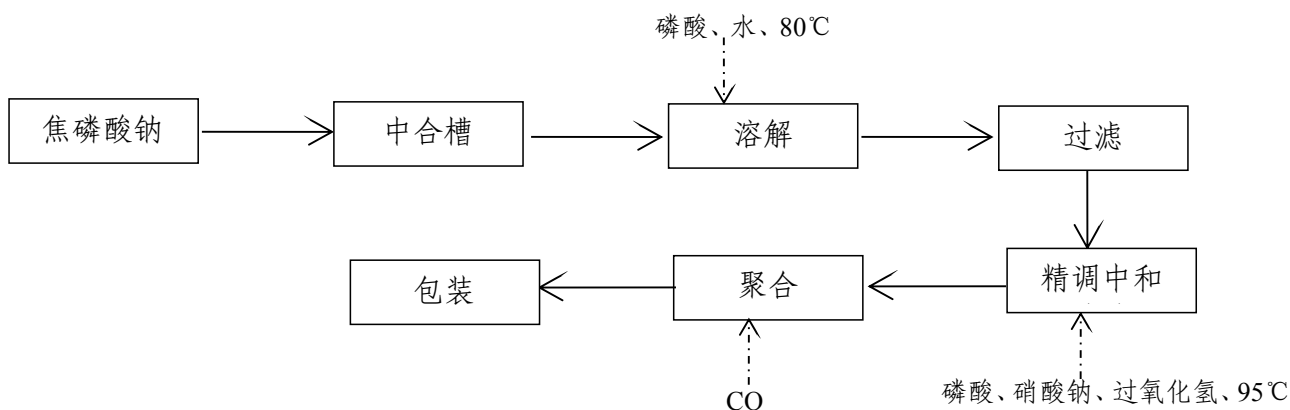 磷酸、水、80℃
焦磷酸钠
中合槽
溶解
过滤
包装
聚合
精调中和
CO
磷酸、硝酸钠、过氧化氢、95℃